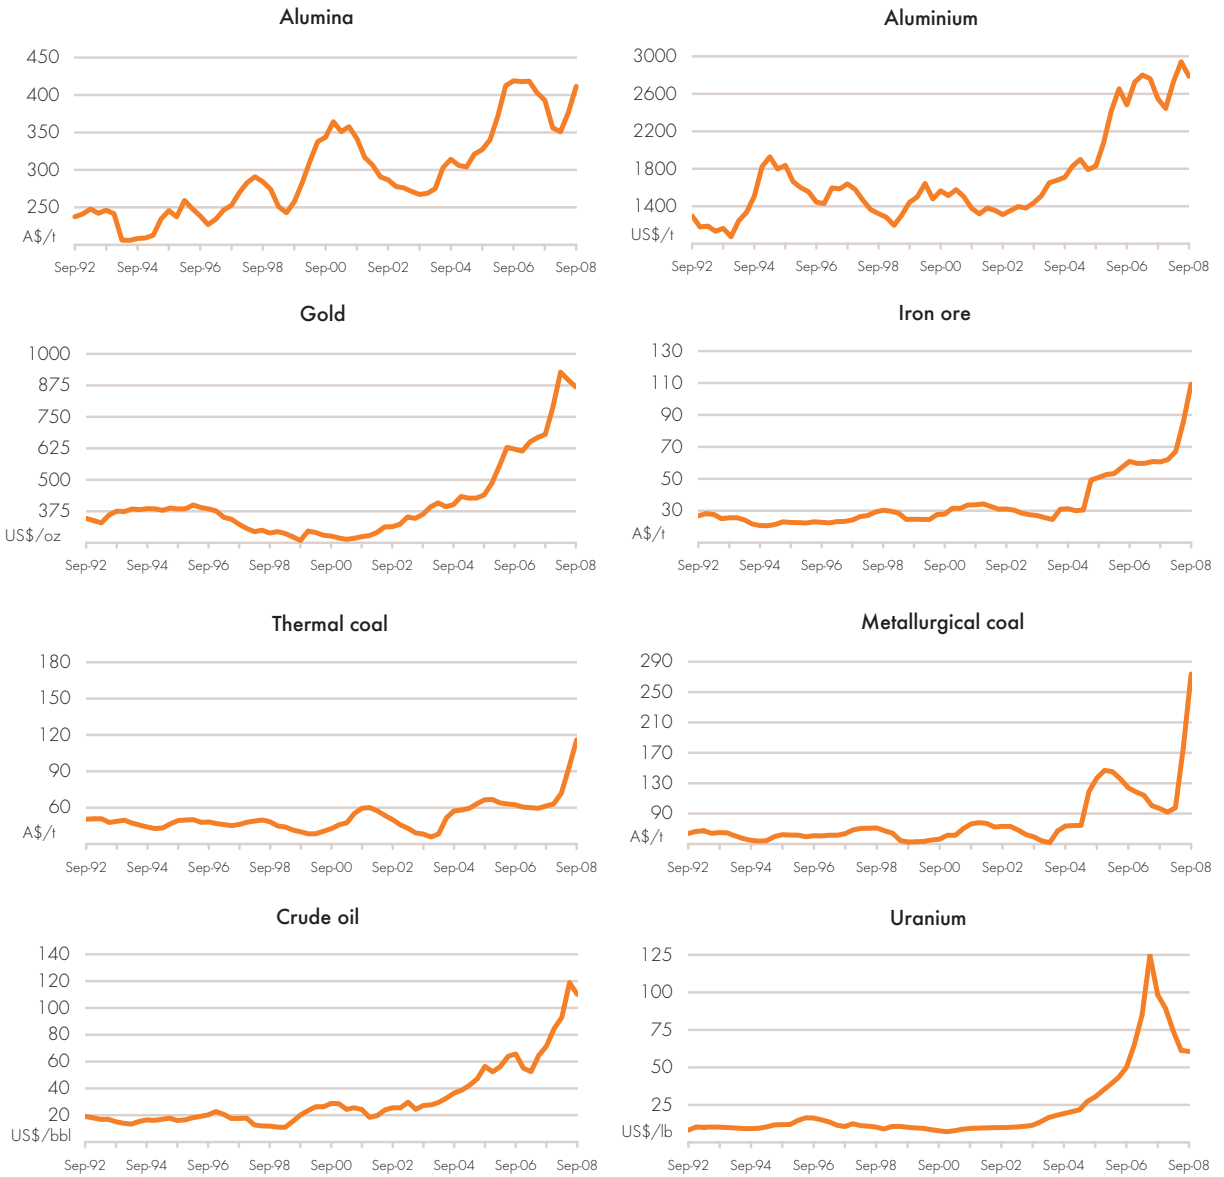 Alumina
450
400
350
300
250
A$/t
Sep-92 Sep-94 Sep-96 Sep-98 Sep-00 Sep-02 Sep-04 Sep-06 Sep-08
Aluminium
3000
2600
2200
1800
1400
US$/t
Sep-92 Sep-94 Sep-96 Sep-98 Sep-00 Sep-02 Sep-04 Sep-06 Sep-08
Gold
1000
875
750
625
500
375
US$/oz
Sep-92 Sep-94 Sep-96 Sep-98 Sep-00 Sep-02 Sep-04 Sep-06 Sep-08
Iron ore
130
110
90
70
50
30
A$/t
Sep-92 Sep-94 Sep-96 Sep-98 Sep-00 Sep-02 Sep-04 Sep-06 Sep-08
Thermal coal
180
150
120
90
60
A$/t
Sep-92 Sep-94 Sep-96 Sep-98 Sep-00 Sep-02 Sep-04 Sep-06 Sep-08
Metallurgical coal
290
250
210
170
130
90
A$/t
Sep-92 Sep-94 Sep-96 Sep-98 Sep-00 Sep-02 Sep-04 Sep-06 Sep-08
Crude oil
140
120
100
80
60
40
20
US$/bbl
Sep-92 Sep-94 Sep-96 Sep-98 Sep-00 Sep-02 Sep-04 Sep-06 Sep-08
Uranium
125
100
75
50
25
US$/lb
Sep-92 Sep-94 Sep-96 Sep-98 Sep-00 Sep-02 Sep-04 Sep-06 Sep-08